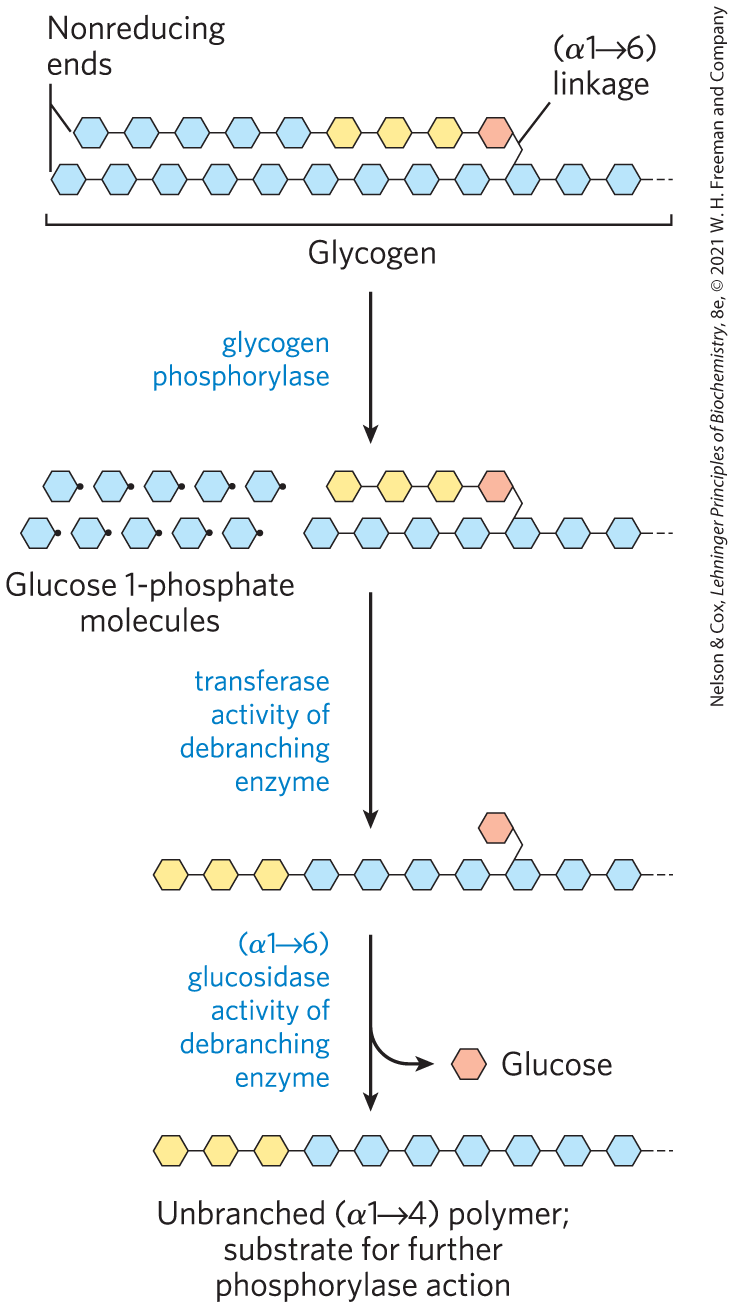 Nonreducing
ends
(α1→6)
linkage
Glycogen
glycogen
phosphorylase
Glucose 1-phosphate
molecules
transferase
activity of
debranching
enzyme
(α1→6)
glucosidase
activity of
debranching
enzyme
Glucose
Unbranched (α1→4) polymer;
substrate for further
phosphorylase action
Nelson & Cox, Lehninger Principles of Biochemistry, 8e, © 2021 W. H. Freeman and Company